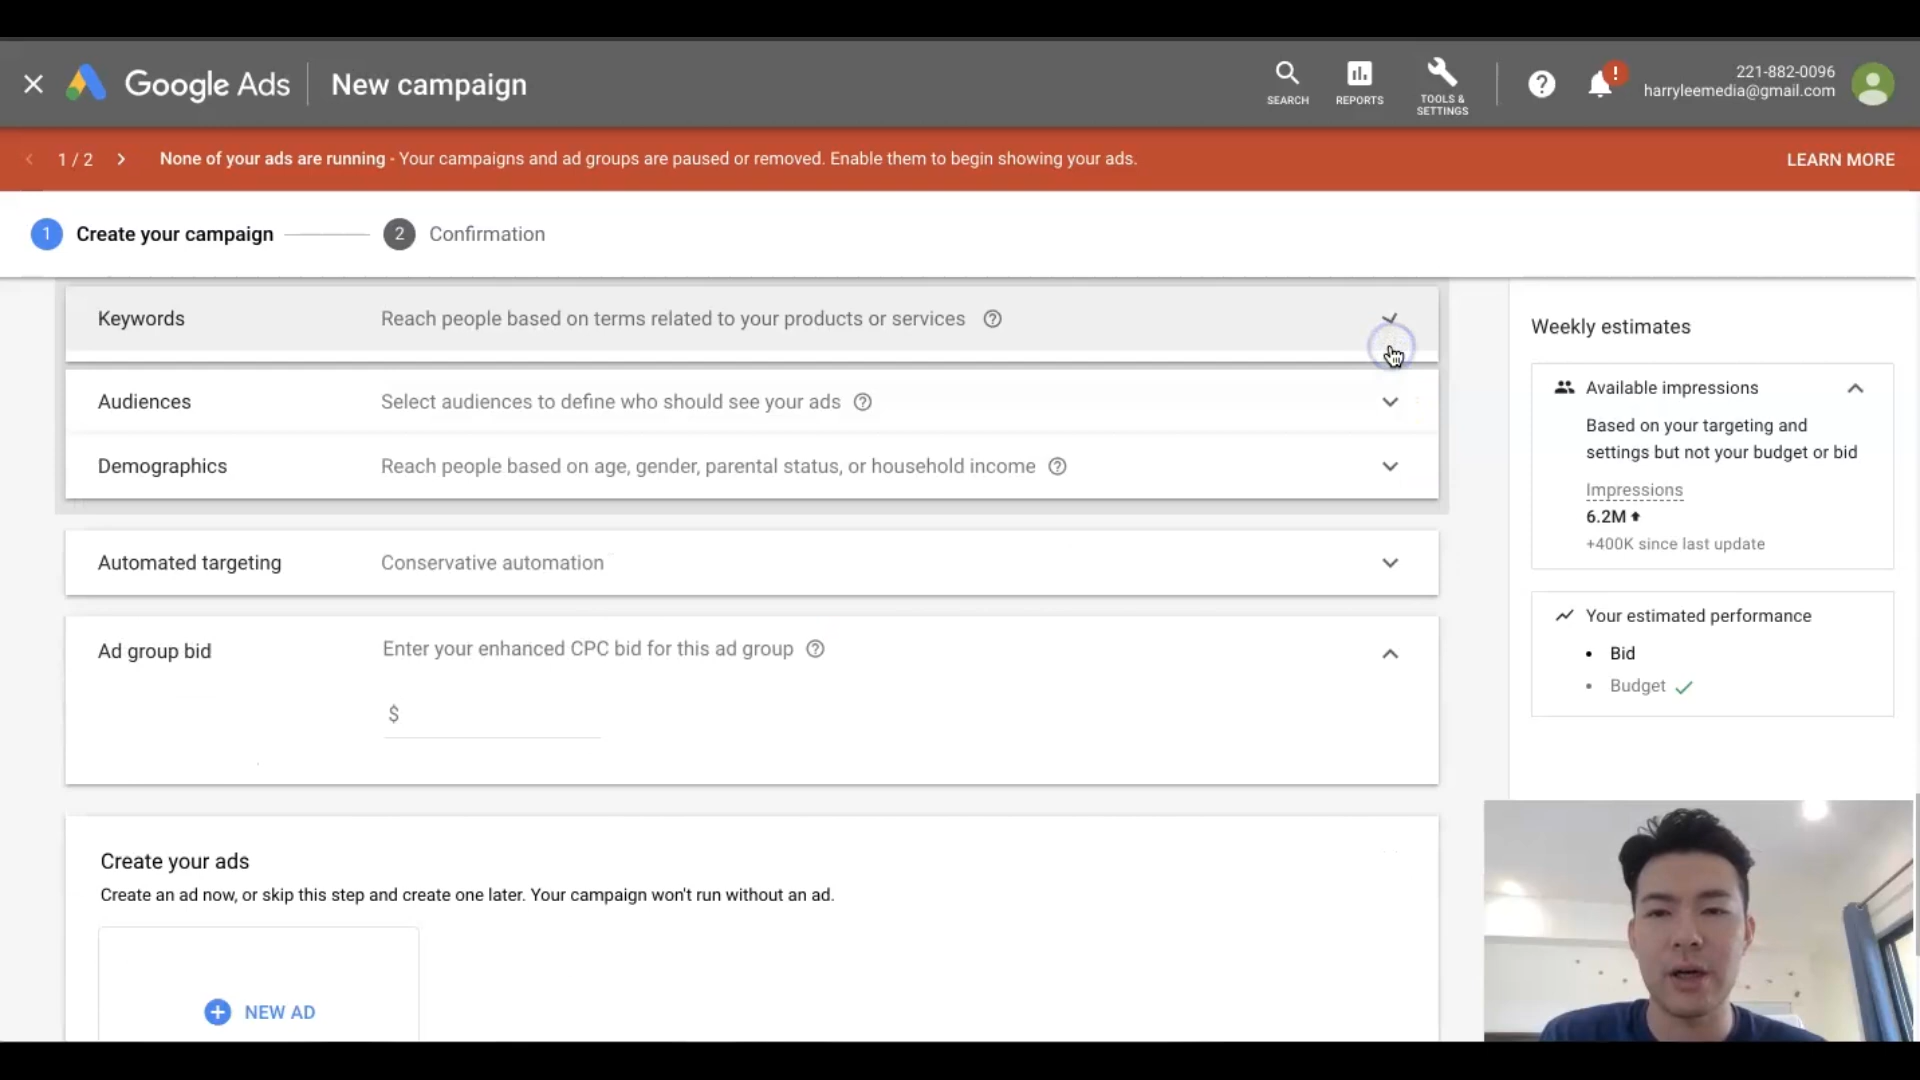 Google Ads
New campaign
SEARCH
REPORTS
TOOLS &
SETTINGS
?
!
221-882-0096
harryleemedia@gmail.com
1 / 2
None of your ads are running - Your campaigns and ad groups are paused or removed. Enable them to begin showing your ads.
LEARN MORE
1
Create your campaign
2
Confirmation
Keywords
Reach people based on terms related to your products or services
Audiences
Select audiences to define who should see your ads
Demographics
Reach people based on age, gender, parental status, or household income
Automated targeting
Conservative automation
Ad group bid
Enter your enhanced CPC bid for this ad group
$
Create your ads
Create an ad now, or skip this step and create one later. Your campaign won't run without an ad.
NEW AD
Weekly estimates
Available impressions
Based on your targeting and
settings but not your budget or bid
Impressions
6.2M
+400K since last update
Your estimated performance
• Bid
• Budget